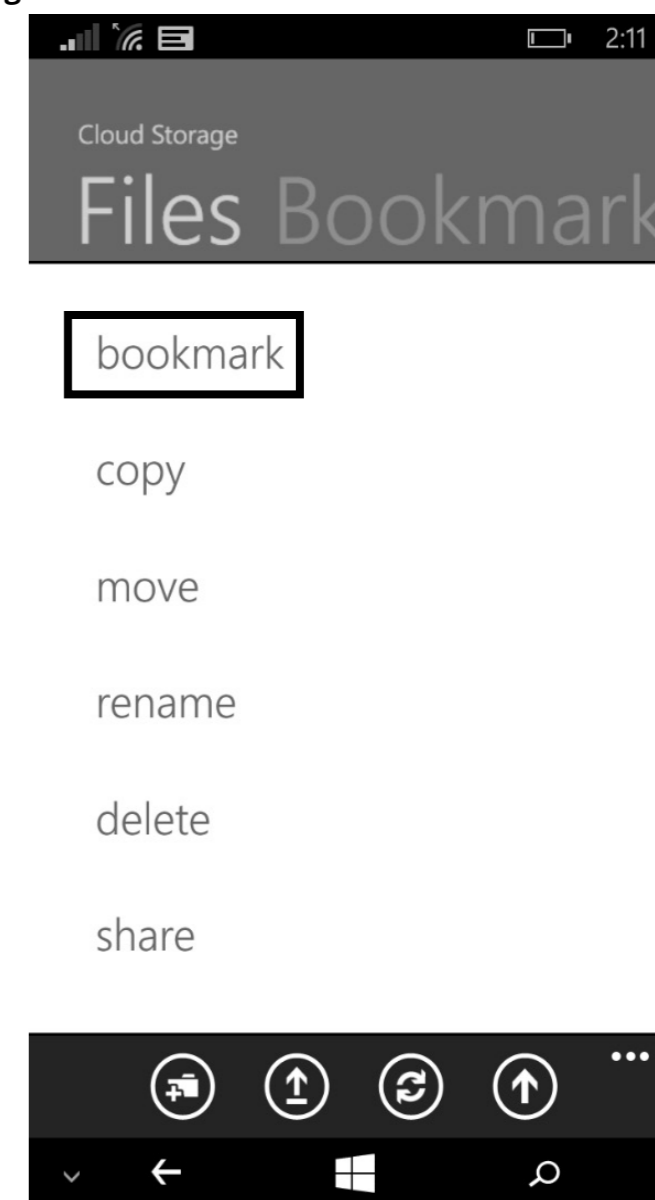 g
2:11
Cloud Storage
Files Bookmark
bookmark
copy
move
rename
delete
share